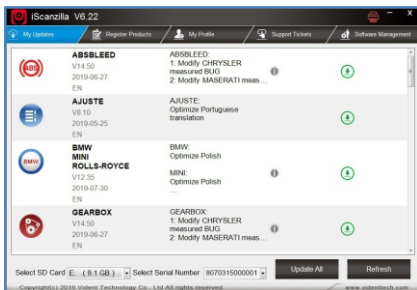 iScanzilla V6.22
My Updates
Register Products
My Profile
Support Tickets
Software Management
ABS
ABSBLEED
V14.50
2019-06-27
EN
ABSBLEED:
1: Modify CHRYSLER
measured BUG
2: Modify MASERATI meas...
AJUSTE
V8.10
2019-05-25
EN
AJUSTE:
Optimize Portuguese
translation
BMW
BMW
MINI
ROLLS-ROYCE
V12.35
2019-07-30
EN
BMW:
Optimize Polish
MINI:
Optimize Polish
....
GEARBOX
V14.50
2019-06-27
EN
GEARBOX:
1: Modify CHRYSLER
measured BUG
2: Modify MASERATI meas...
Select SD Card E: ( 9.1 GB ) Select Serial Number 8070315000001 Update All Refresh
Copyright(c) 2016 Vident Technology Co., Ltd All rights reserved www.videnttech.com